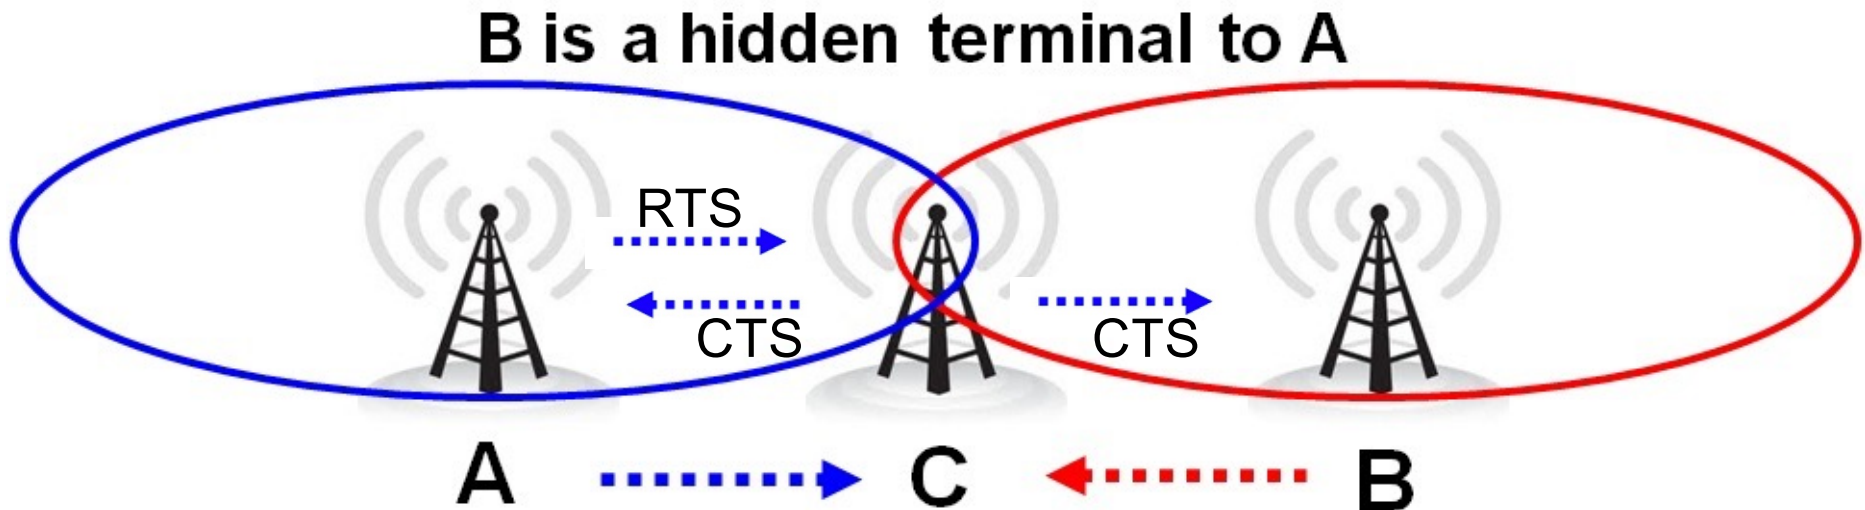 B is a hidden terminal to A
RTS
CTS
CTS
A
C
B